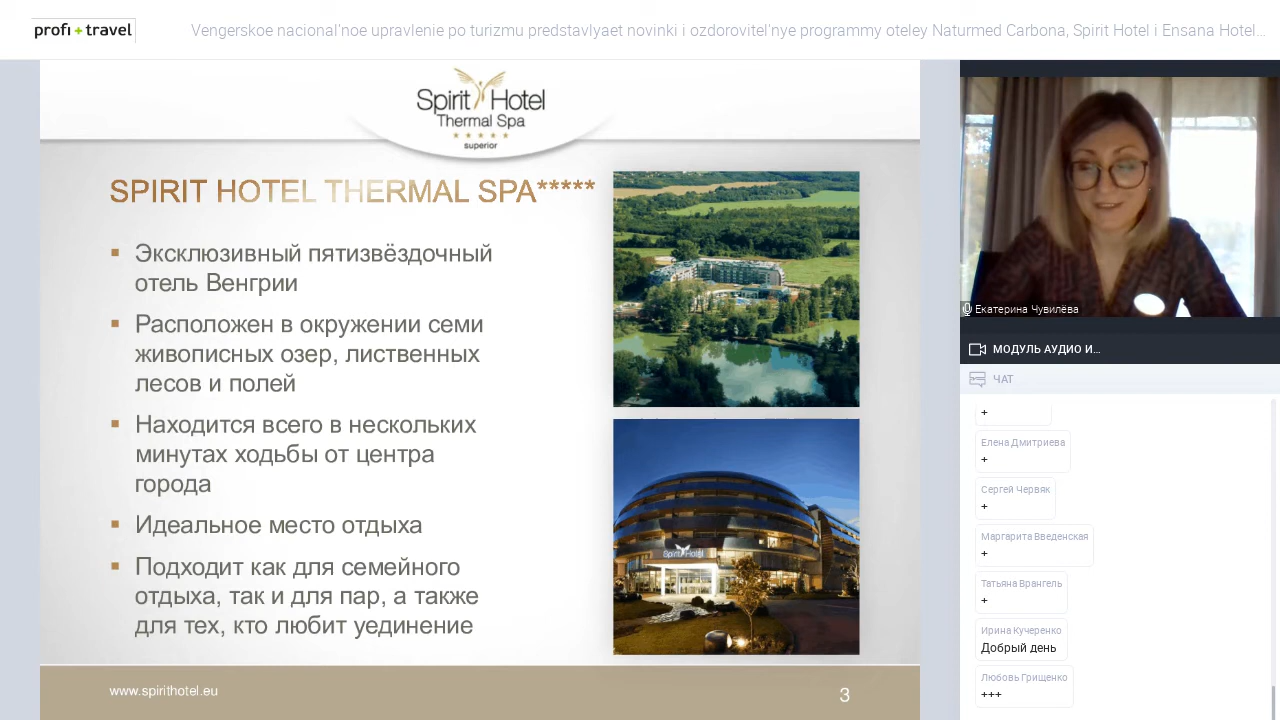 profi + travel
Vengerskoe nacional'noe upravlenie po turizmu predstavlyaet novinki i ozdorovitel'nye programmy oteley Naturmed Carbona, Spirit Hotel i Ensana Hotel...
Spirit Hotel
Thermal Spa
superior
SPIRIT HOTEL THERMAL SPA*****
Эксклюзивный пятизвёздочный
отель Венгрии
Расположен в окружении семи
живописных озер, лиственных
лесов и полей
Находится всего в нескольких
минутах ходьбы от центра
города
Идеальное место отдыха
Подходит как для семейного
отдыха, так и для пар, а также
для тех, кто любит уединение
Spirit Hotel
www.spirithotel.eu
3
Екатерина Чувилёва
МОДУЛЬ АУДИО И...
ЧАТ
+
Елена Дмитриева
+
Сергей Червяк
+
Маргарита Введенская
+
Татьяна Врангель
+
Ирина Кучеренко
Добрый день
Любовь Грищенко
+++